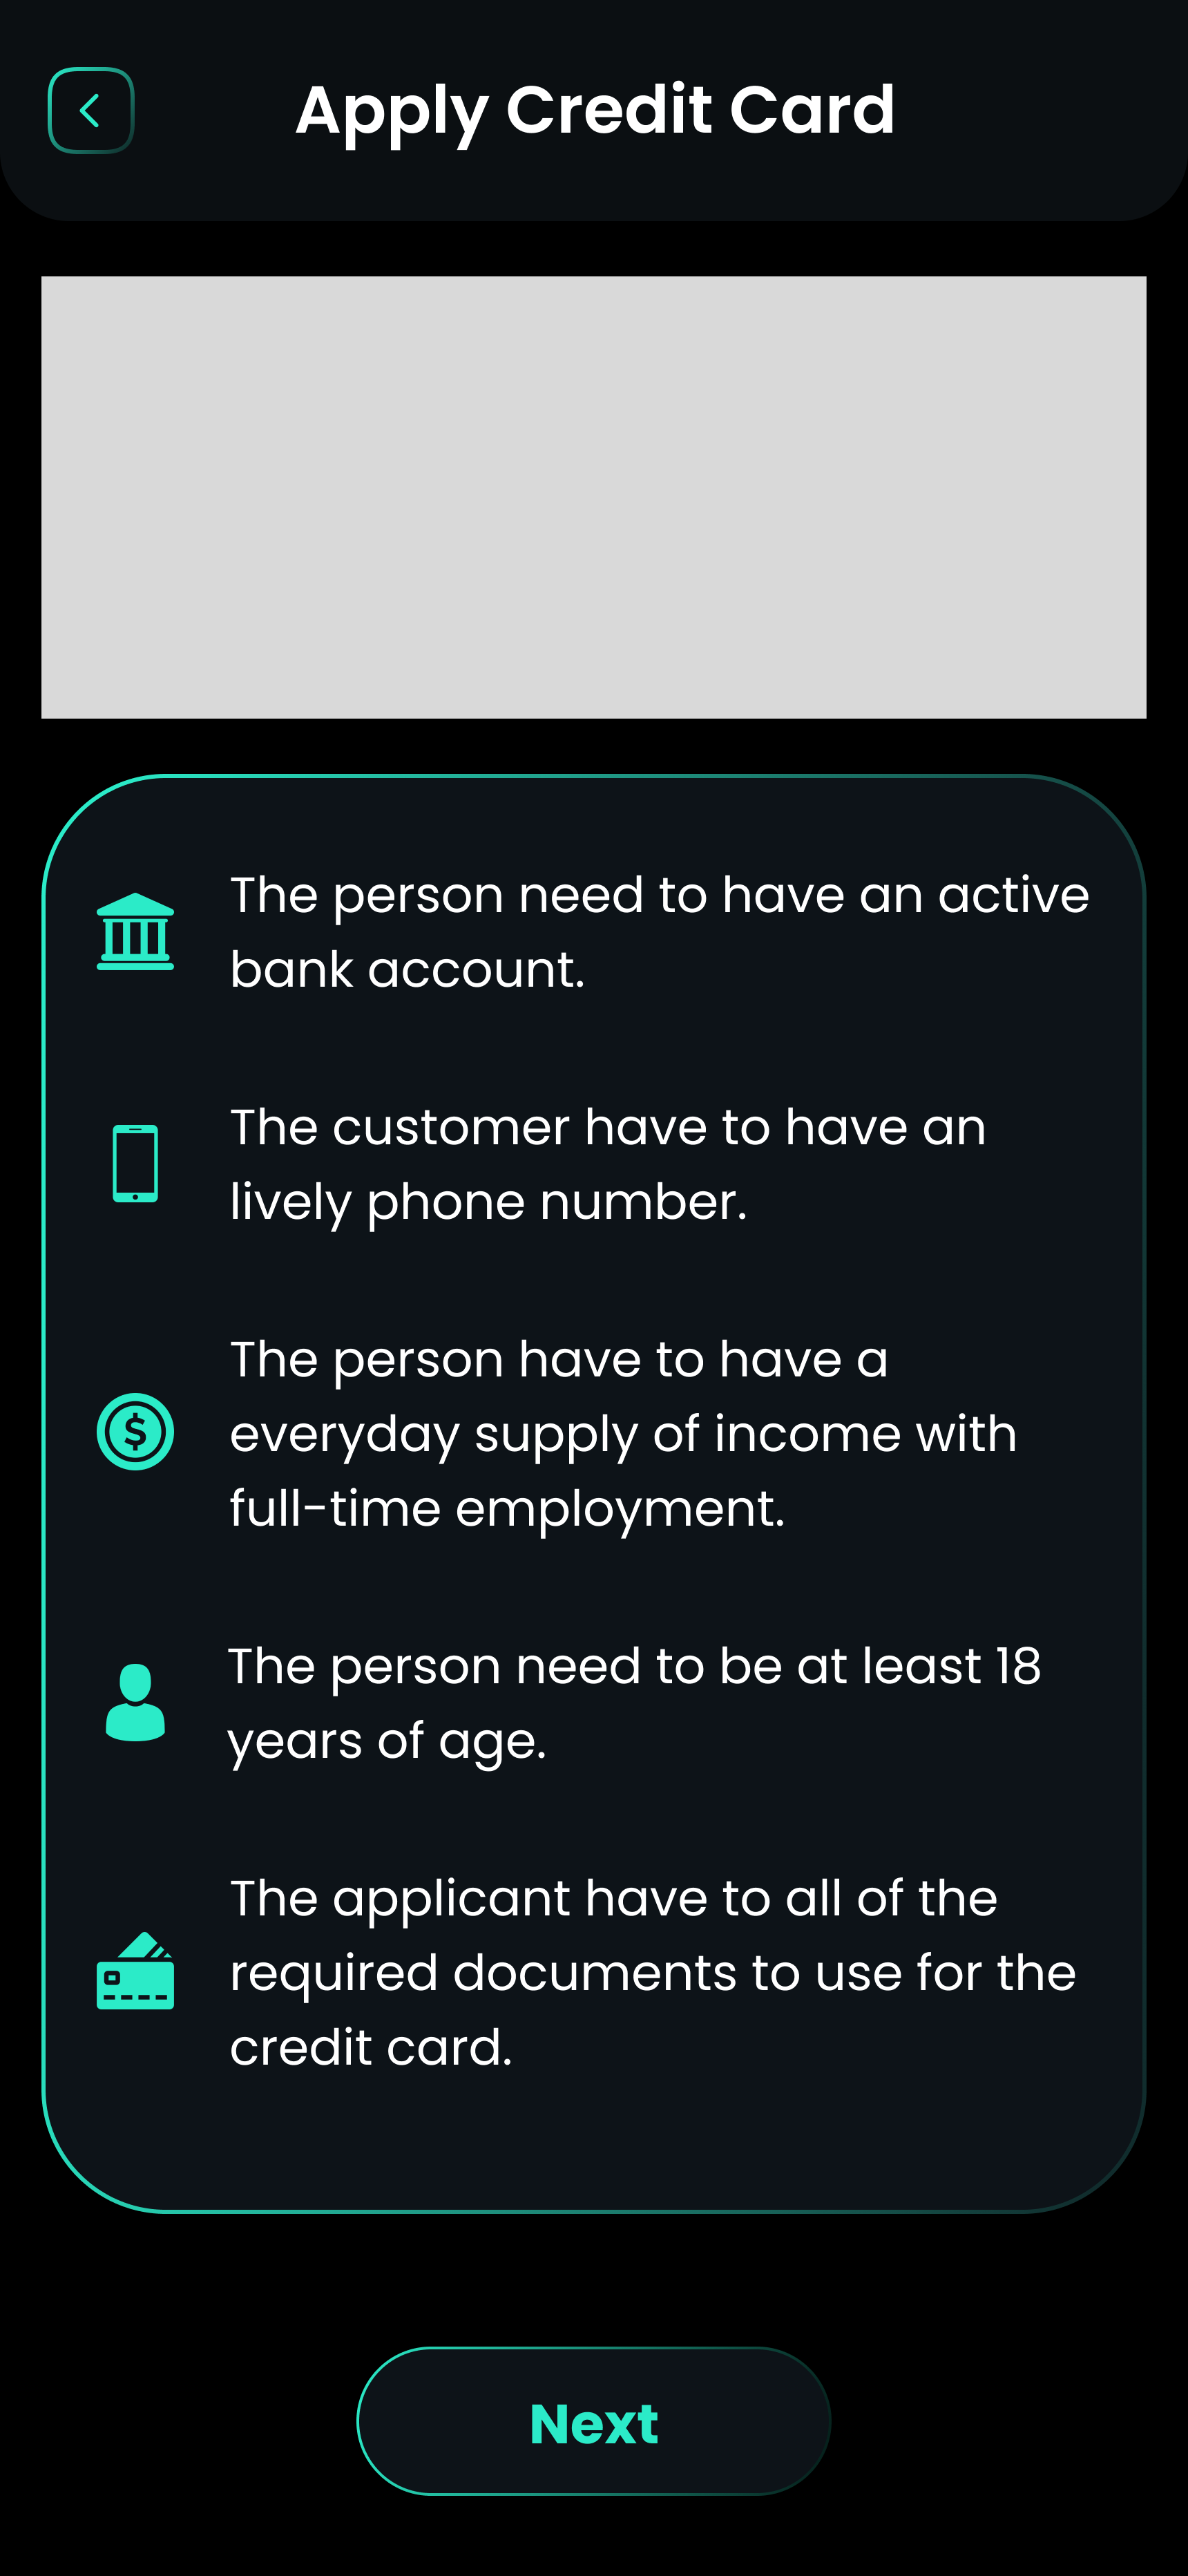 Apply Credit Card
The person need to have an active
bank account.
The customer have to have an
lively phone number.
The person have to have a
everyday supply of income with
full-time employment.
The person need to be at least 18
years of age.
The applicant have to all of the
required documents to use for the
credit card.
Next